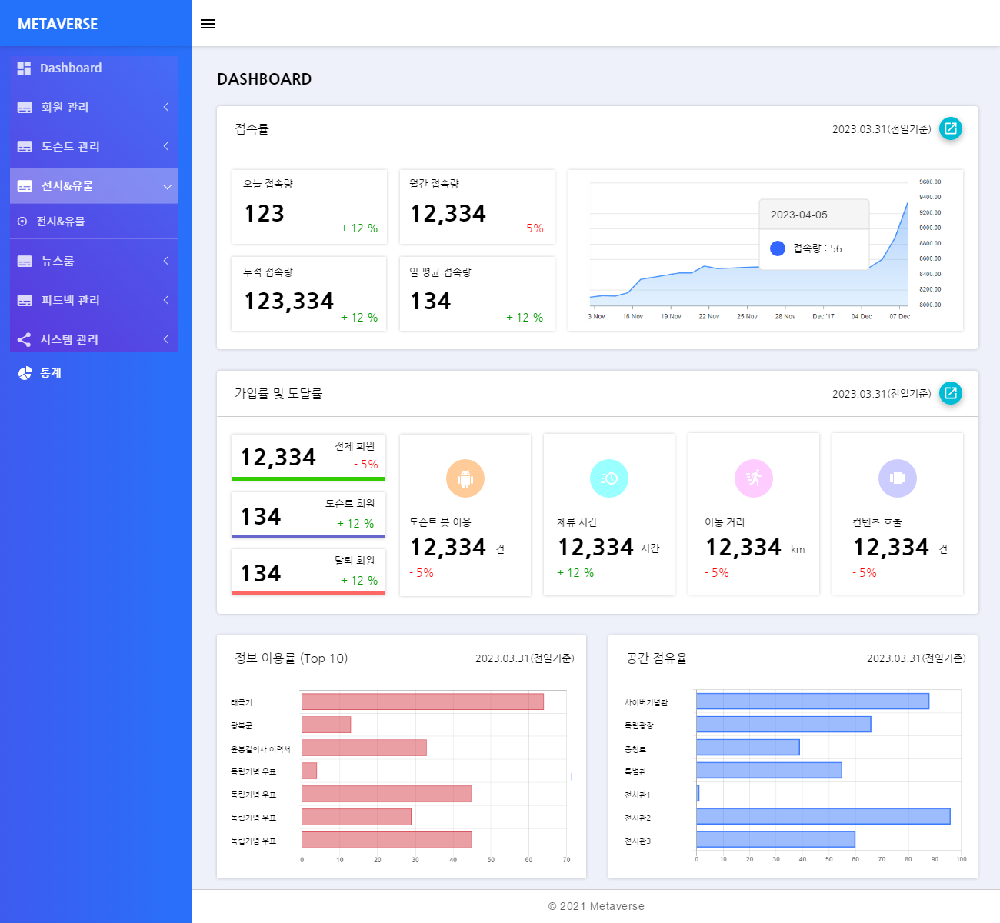 METAVERSE
Dashboard
회원 관리
도슨트 관리
전시&유물
전시&유물
뉴스룸
피드백 관리
시스템 관리
통계
DASHBOARD
접속률
2023.03.31(전일기준)
오늘 접속량
123
+ 12 %
월간 접속량
12,334
- 5%
누적 접속량
123,334
+ 12 %
일 평균 접속량
134
+ 12 %
9600.00
9400.00
9200.00
9000.00
8800.00
8600.00
8400.00
8200.00
8000.00
2023-04-05
접속량 : 56
3 Nov 16 Nov 19 Nov 22 Nov 25 Nov 28 Nov Dec '17 04 Dec 07 Dec
가입률 및 도달률
2023.03.31(전일기준)
12,334
전체 회원
- 5%
134
도슨트 회원
+ 12 %
134
탈퇴 회원
+ 12 %
도슨트 봇 이용
12,334 건
- 5%
체류 시간
12,334 시간
+ 12 %
이동 거리
12,334 km
- 5%
컨텐츠 호출
12,334 건
- 5%
정보 이용률 (Top 10)
2023.03.31(전일기준)
태극기
광복군
윤봉길의사 이력서
독립기념 우표
독립기념 우표
독립기념 우표
독립기념 우표
0 10 20 30 40 50 60 70
공간 점유율
2023.03.31(전일기준)
사이버기념관
독립광장
충청로
특별관
전시관1
전시관2
전시관3
0 10 20 30 40 50 60 70 80 90 100
© 2021 Metaverse